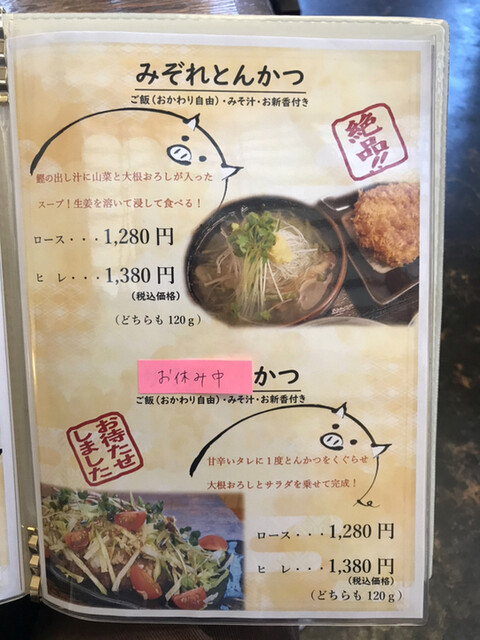 みぞれとんかつ
ご飯（おかわり自由）・みそ汁・お新香付き
絶品!!
鰹の出し汁に山菜と大根おろしが入った
スープ！生姜を溶いて浸して食べる！
ロース・・・1,280円
ヒレ・・・1,380円
（税込価格）
（どちらも120g）
お休み中
かつ
ご飯（おかわり自由）・みそ汁・お新香付き
お待たせ
しました
甘辛いタレに１度とんかつをくぐらせ
大根おろしとサラダを乗せて完成！
ロース・・・1,280円
ヒレ・・・1,380円
（税込価格）
（どちらも120g）